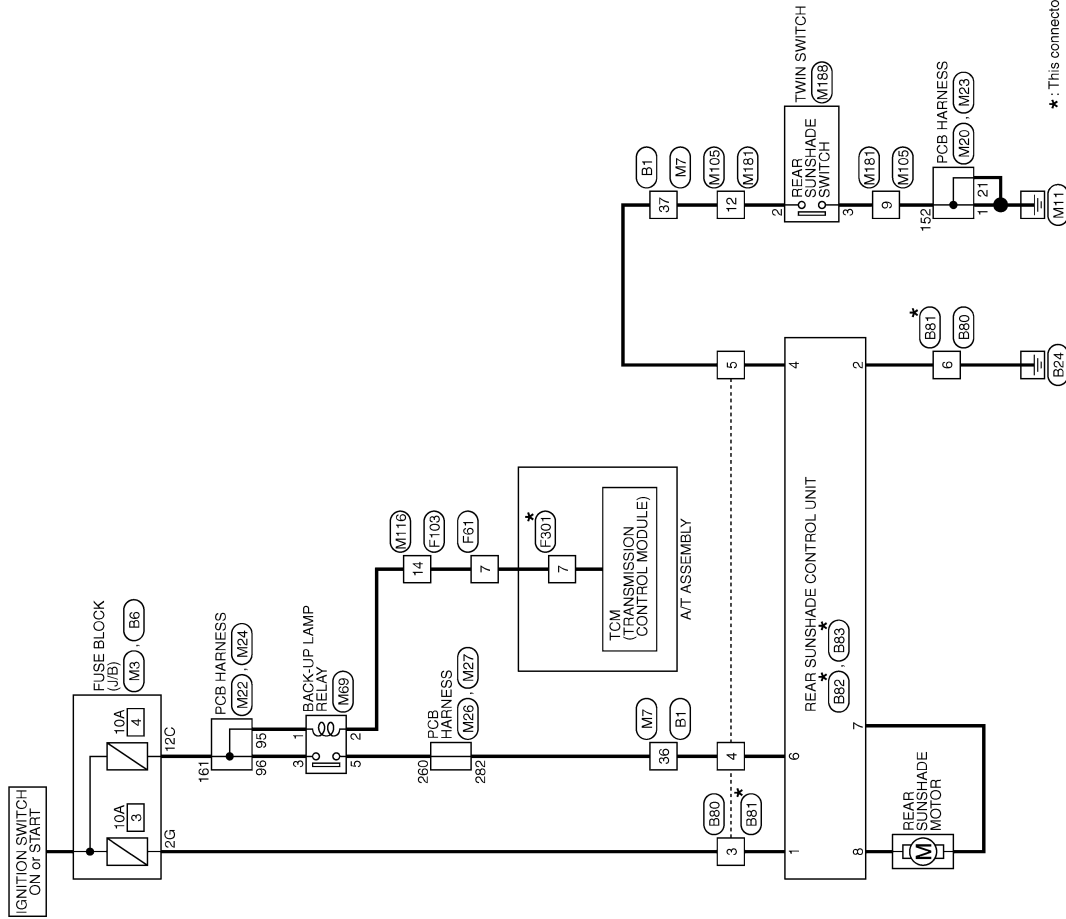 IGNITION SWITCH
ON or START
FUSE BLOCK
(J/B)
M3 , B6
10A
3
10A
4
2G
12C
PCB HARNESS
M22 , M24
161
96
95
BACK-UP LAMP
RELAY
M69
3
1
5
2
PCB
HARNESS
M26 , M27
260
282
M116
F103
14
F61
7
* F301
7
TCM
(TRANSMISSION
CONTROL MODULE)
A/T ASSEMBLY
M7
B1
36
B80
* B81
3
4
5
1
6
4
REAR SUNSHADE CONTROL UNIT
* B82 , * B83
8
7
2
REAR
SUNSHADE
MOTOR
M
* B81
B80
6
B24
B1
M7
37
M105
M181
12
TWIN SWITCH
M188
REAR
SUNSHADE
SWITCH
2
3
M181
M105
9
PCB HARNESS
M20 , M23
152
1
21
M11
* : This connecto